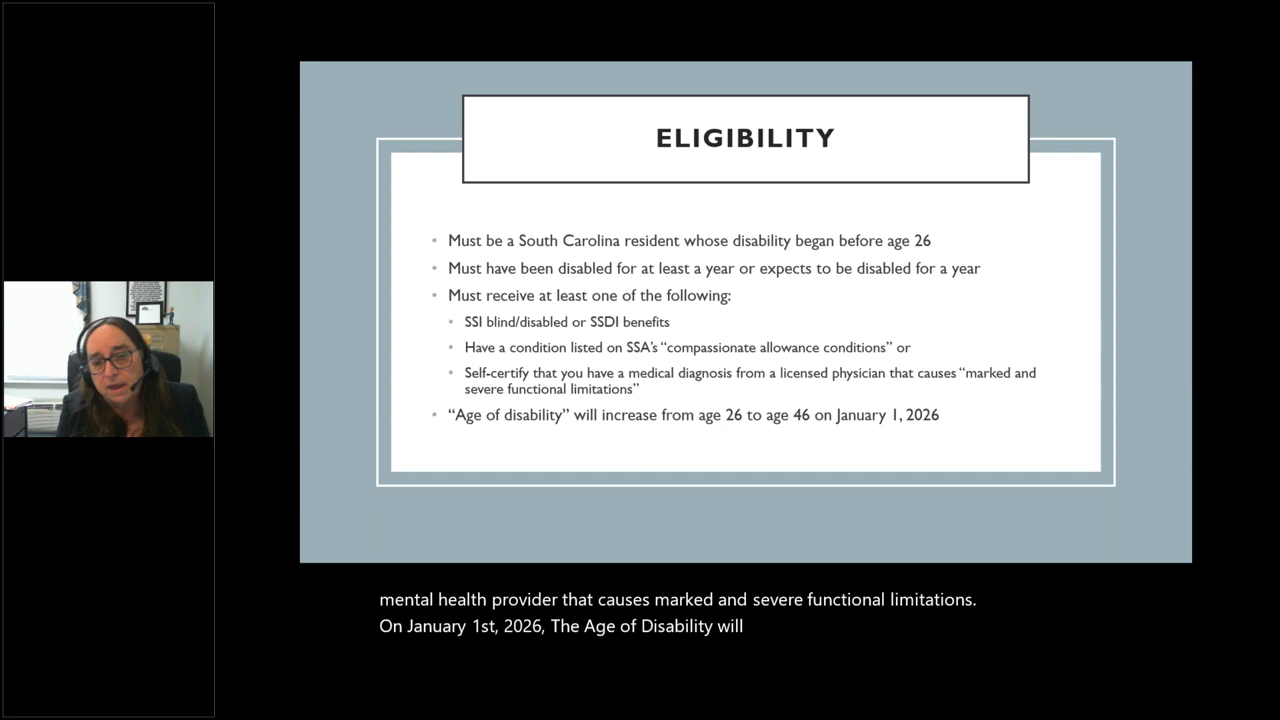 ELIGIBILITY
• Must be a South Carolina resident whose disability began before age 26
• Must have been disabled for at least a year or expects to be disabled for a year
• Must receive at least one of the following:
• SSI blind/disabled or SSDI benefits
• Have a condition listed on SSA's “compassionate allowance conditions” or
• Self-certify that you have a medical diagnosis from a licensed physician that causes “marked and
severe functional limitations”
• “Age of disability” will increase from age 26 to age 46 on January 1, 2026
mental health provider that causes marked and severe functional limitations.
On January 1st, 2026, The Age of Disability will